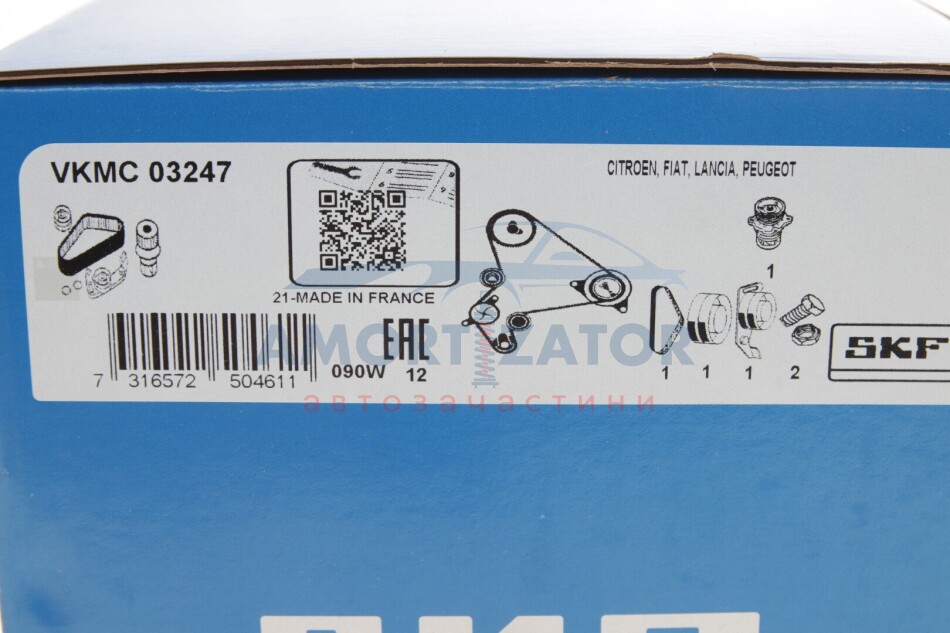 VKMC 03247
CITROEN, FIAT, LANCIA, PEUGEOT
21-MADE IN FRANCE
1
1 1 1 2
EAC
090W 12
7 316572 504611
SKF
AMORTIZATOR
автозапчастини
SKF